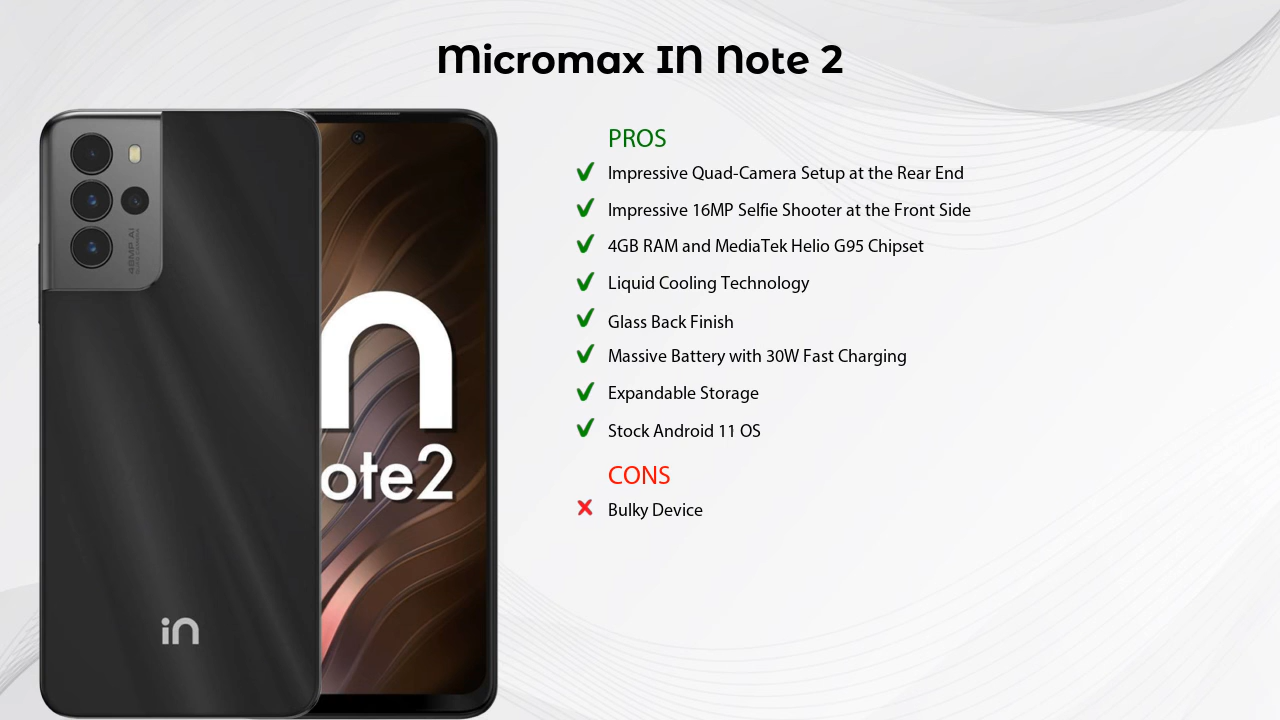 Micromax IN Note 2
48MP AI
in
n
ote2
PROS
Impressive Quad-Camera Setup at the Rear End
Impressive 16MP Selfie Shooter at the Front Side
4GB RAM and MediaTek Helio G95 Chipset
Liquid Cooling Technology
Glass Back Finish
Massive Battery with 30W Fast Charging
Expandable Storage
Stock Android 11 OS
CONS
Bulky Device